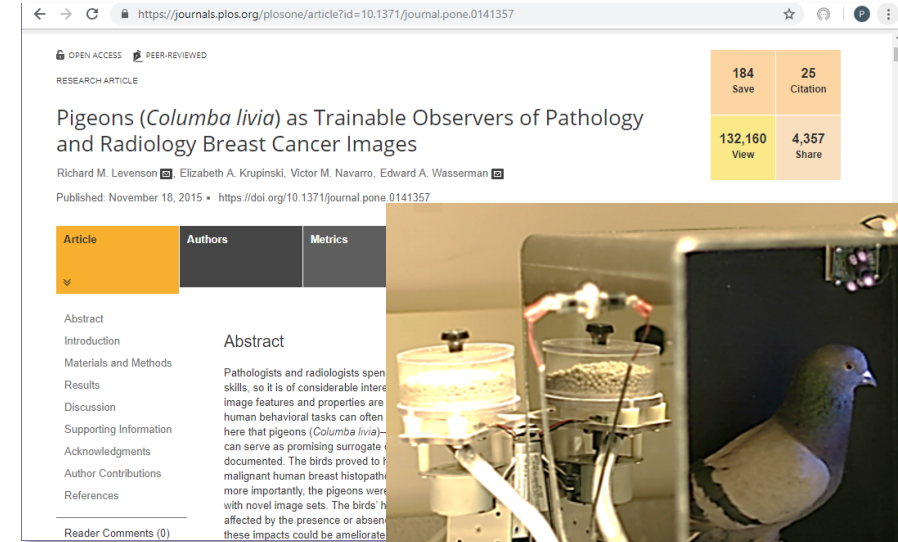 https://journals.plos.org/plosone/article?id=10.1371/journal.pone.0141357
P
OPEN ACCESS PEER-REVIEWED
RESEARCH ARTICLE
184
Save
25
Citation
132,160
View
4,357
Share
Pigeons (Columba livia) as Trainable Observers of Pathology
and Radiology Breast Cancer Images
Richard M. Levenson, Elizabeth A. Krupinski, Victor M. Navarro, Edward A. Wasserman
Published: November 18, 2015 • https://doi.org/10.1371/journal.pone.0141357
Article
Authors
Metrics
Abstract
Introduction
Materials and Methods
Results
Discussion
Supporting Information
Acknowledgments
Author Contributions
References
Reader Comments (0)
Abstract
Pathologists and radiologists
skills, so it is of considerable
image features and properties are
human behavioral tasks can often
here that pigeons (Columba livia)—
can serve as promising surrogate
documented. The birds proved to
malignant human breast
more importantly, the pigeons were
with novel image sets. The birds'
affected by the presence or
these impacts could be ameliorate